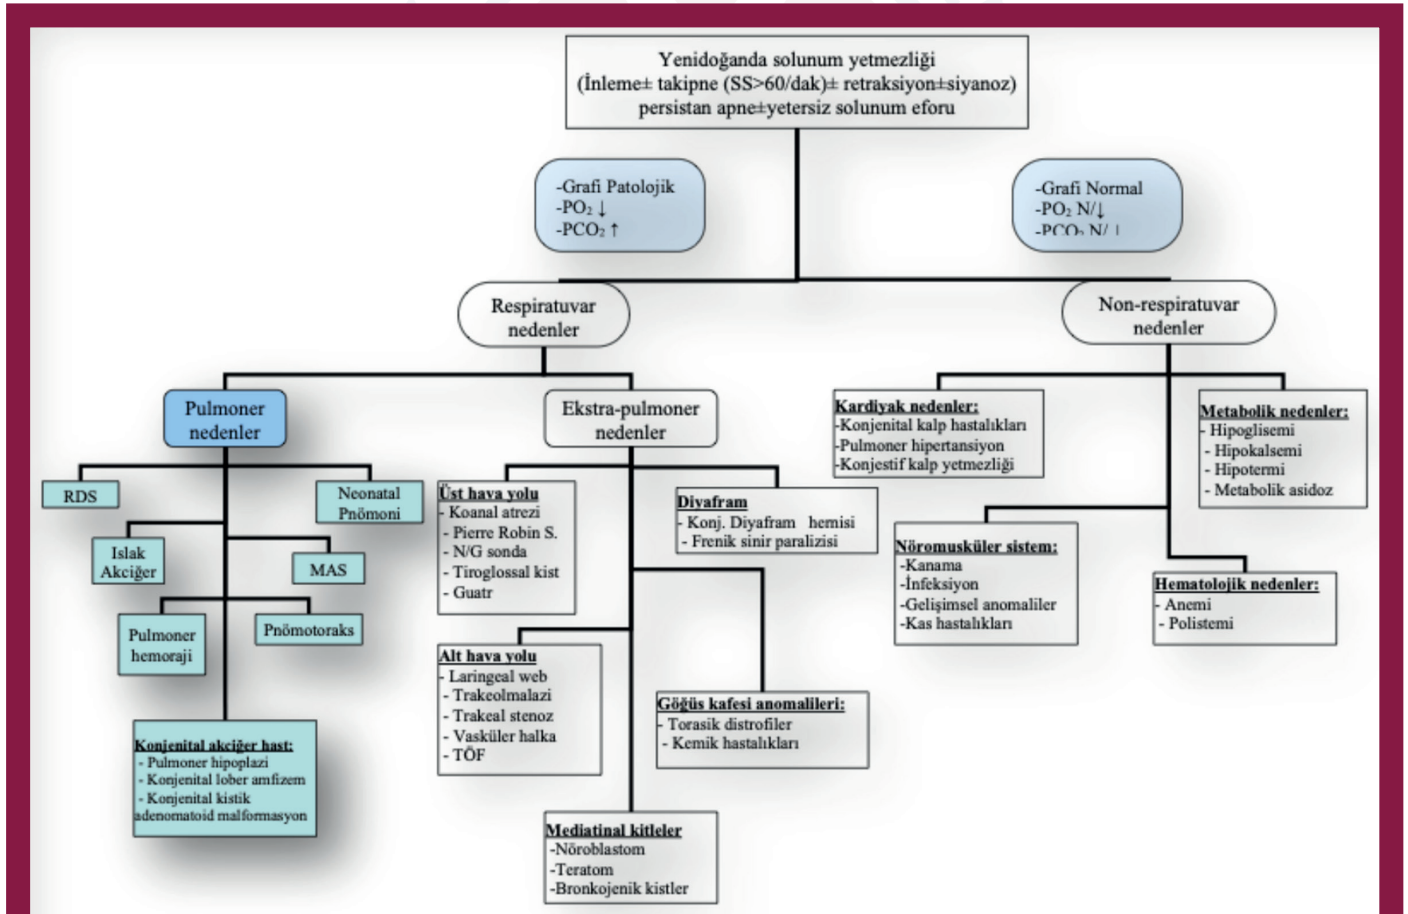 Yenidoğanda solunum yetmezliği
(İnleme± takipne (SS>60/dak)± retraksiyon±siyanoz)
persistan apne±yetersiz solunum eforu
-Grafi Patolojik
-PO₂ ↓
-PCO₂ ↑
-Grafi Normal
-PO₂ N/↓
-PCO₂ N/↓
Respiratuvar
nedenler
Non-respiratuvar
nedenler
Pulmoner
nedenler
Ekstra-pulmoner
nedenler
Kardiyak nedenler:
-Konjenital kalp hastalıkları
-Pulmoner hipertansiyon
-Konjestif kalp yetmezliği
Metabolik nedenler:
- Hipoglisemi
- Hipokalsemi
- Hipotermi
- Metabolik asidoz
RDS
Neonatal
Pnömoni
Islak
Akciğer
MAS
Pulmoner
hemoraji
Pnömotoraks
Konjenital akciğer hast:
- Pulmoner hipoplazi
- Konjenital lober amfizem
- Konjenital kistik
adenomatoid malformasyon
Üst hava yolu
- Koanal atrezi
- Pierre Robin S.
- N/G sonda
- Tiroglossal kist
- Guatr
Diyafram
- Konj. Diyafram hernisi
- Frenik sinir paralizisi
Alt hava yolu
- Laringeal web
- Trakeolmalazi
- Trakeal stenoz
- Vasküler halka
- TÖF
Göğüs kafesi anomalileri:
- Torasik distrofiler
- Kemik hastalıkları
Mediatinal kitleler
-Nöroblastom
-Teratom
-Bronkojenik kistler
Nöromusküler sistem:
-Kanama
-İnfeksiyon
-Gelişimsel anomaliler
-Kas hastalıkları
Hematolojik nedenler:
- Anemi
- Polistemi